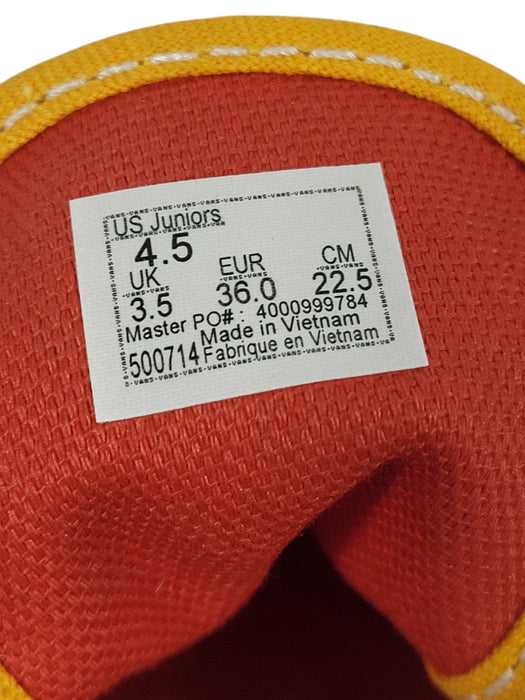 US Juniors
4.5
UK EUR CM
3.5 36.0 22.5
Master PO#: 4000999784
Made in Vietnam
500714 Fabrique en Vietnam